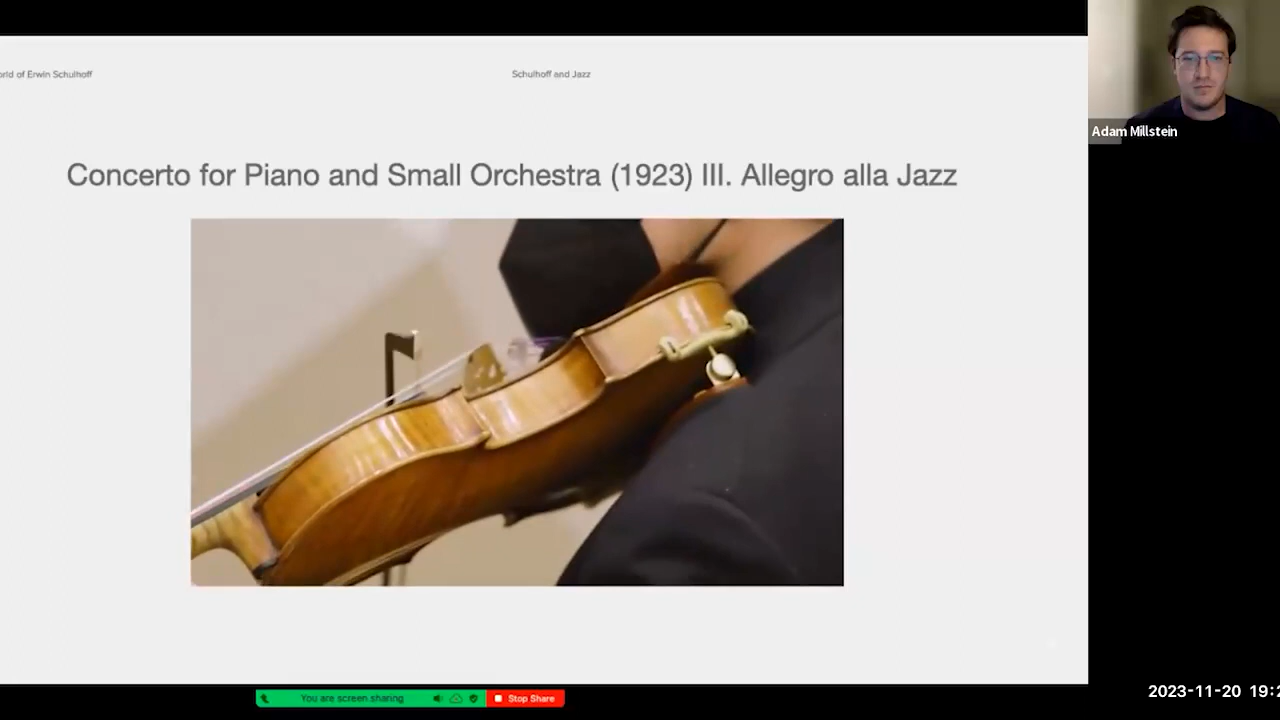 orld of Erwin Schulhoff
Schulhoff and Jazz
Concerto for Piano and Small Orchestra (1923) III. Allegro alla Jazz
Adam Millstein
You are screen sharing
Stop Share
2023-11-20 19:2